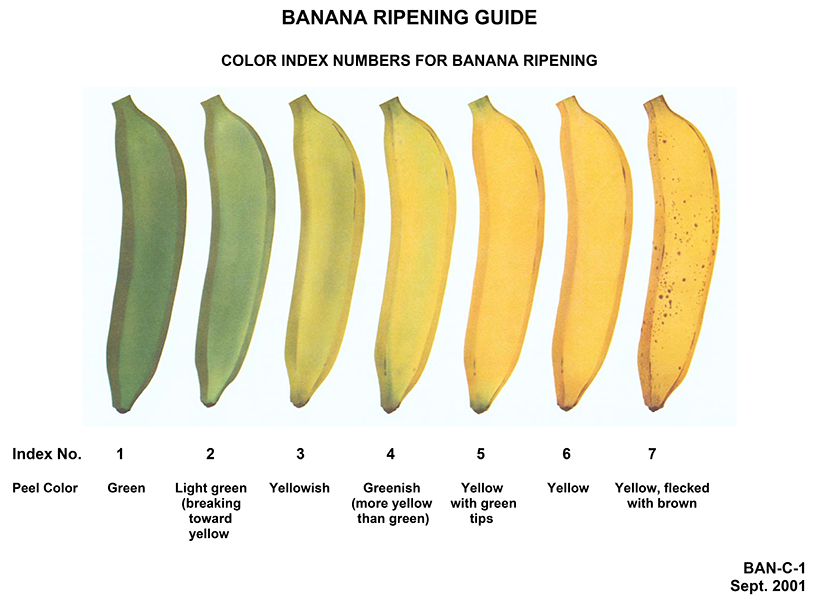 BANANA RIPENING GUIDE
COLOR INDEX NUMBERS FOR BANANA RIPENING
Index No. 1 2 3 4 5 6 7
Peel Color Green Light green Yellowish Greenish Yellow Yellow Yellow, flecked
(breaking (more yellow with green with brown
toward than green) tips
yellow
BAN-C-1
Sept. 2001